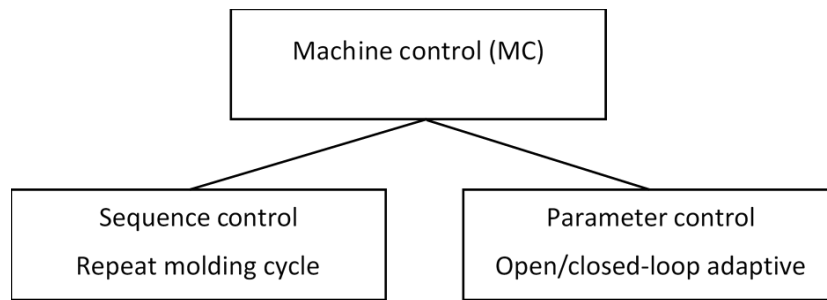 Machine control (MC)
Sequence control
Repeat molding cycle
Parameter control
Open/closed-loop adaptive